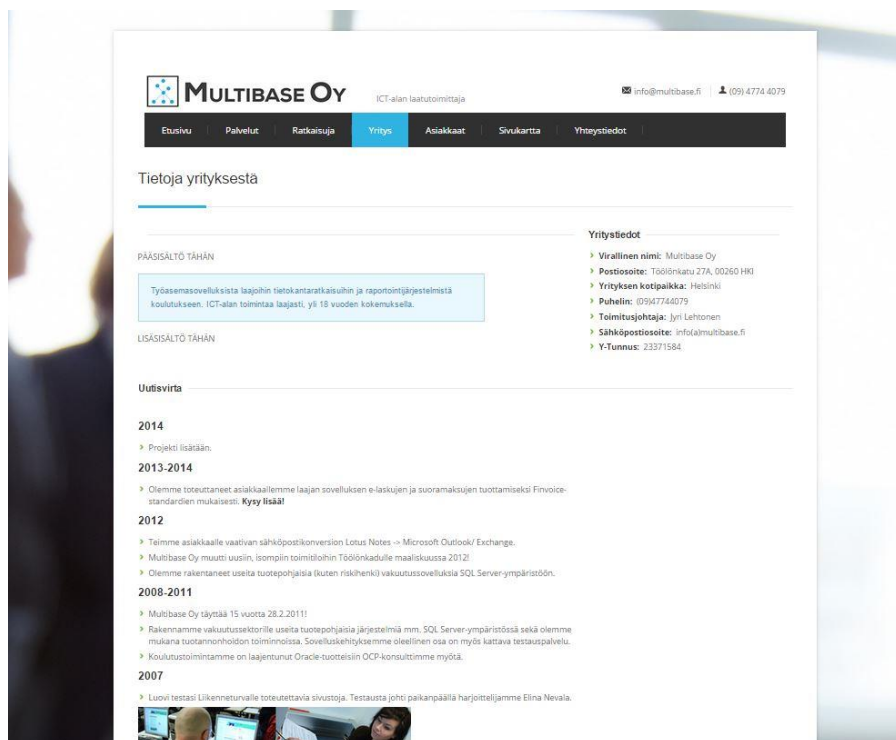 MULTIBASE OY
ICT-alan laatutoimittaja
info@multibase.fi
(09) 4774 4079
Etusivu
Palvelut
Ratkaisuja
Yritys
Asiakkaat
Sivukartta
Yhteystiedot
Tietoja yrityksestä
PÄÄSISÄLTÖ TÄHÄN
Työasemasovelluksista laajoihin tietokantaratkaisuihin ja raportointijärjestelmistä
koulutukseen. ICT-alan toimintaa laajasti, yli 18 vuoden kokemuksella.
LISÄSISÄLTÖ TÄHÄN
Yritystiedot
Virallinen nimi: Multibase Oy
Postiosoite: Töölönkatu 27A, 00260 HKI
Yrityksen kotipaikka: Helsinki
Puhelin: (09)47744079
Toimitusjohtaja: Jyri Lehtonen
Sähköpostiosoite: info(a)multibase.fi
Y-Tunnus: 23371584
Uutisvirta
2014
Projekti lisätään.
2013-2014
Olemme toteuttaneet asiakkaallemme laajan sovelluksen e-laskujen ja suoramaksujen tuottamiseksi Finvoice-
standardien mukaisesti. Kysy lisää!
2012
Teimme asiakkaalle vaativan sähköpostikonversion Lotus Notes -> Microsoft Outlook/ Exchange.
Multibase Oy muutti uusiin, isompiin toimitiloihin Töölönkadulle maaliskuussa 2012!
Olemme rakentaneet useita tuotepohjaisia (kuten riskihenki) vakuutussovelluksia SQL Server-ympäristöön.
2008-2011
Multibase Oy täyttää 15 vuotta 28.2.2011!
Rakennamme vakuutussektorille useita tuotepohjaisia järjestelmiä mm. SQL Server-ympäristössä sekä olemme
mukana tuotannonhoidon toiminnoissa. Sovelluskehityksemme oleellinen osa on myös kattava testauspalvelu.
Koulutustoimintamme on laajentunut Oracle-tuotteisiin OCP-konsulttimme myötä.
2007
Luovi testasi Liikenneturvalle toteutettavia sivustoja. Testausta johti paikanpäällä harjoittelijamme Elina Nevala.